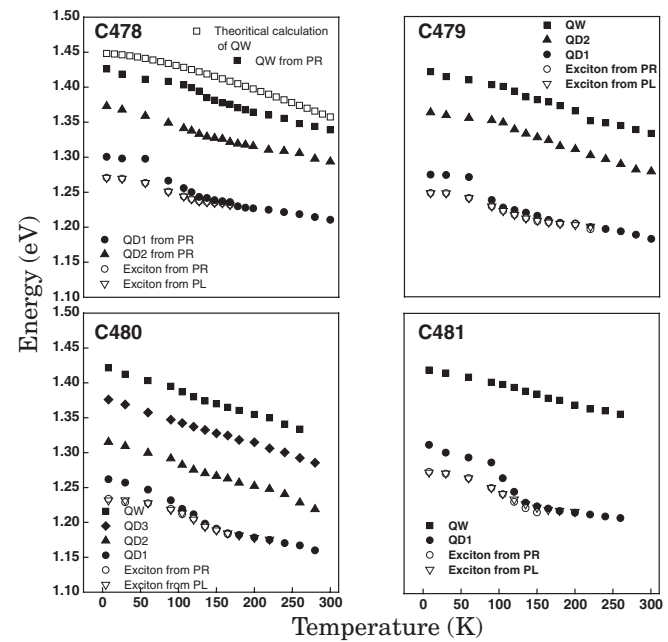 C478
Theoritical calculation
of QW
QW from PR
QD1 from PR
QD2 from PR
Exciton from PR
Exciton from PL
1.50
1.45
1.40
1.35
1.30
1.25
1.20
1.15
1.10
C479
QW
QD2
QD1
Exciton from PR
Exciton from PL
Energy (eV)
C480
QW
QD3
QD2
QD1
Exciton from PR
Exciton from PL
1.50
1.45
1.40
1.35
1.30
1.25
1.20
1.15
1.10
0 50 100 150 200 250 300
C481
QW
QD1
Exciton from PR
Exciton from PL
0 50 100 150 200 250 300
Temperature (K)